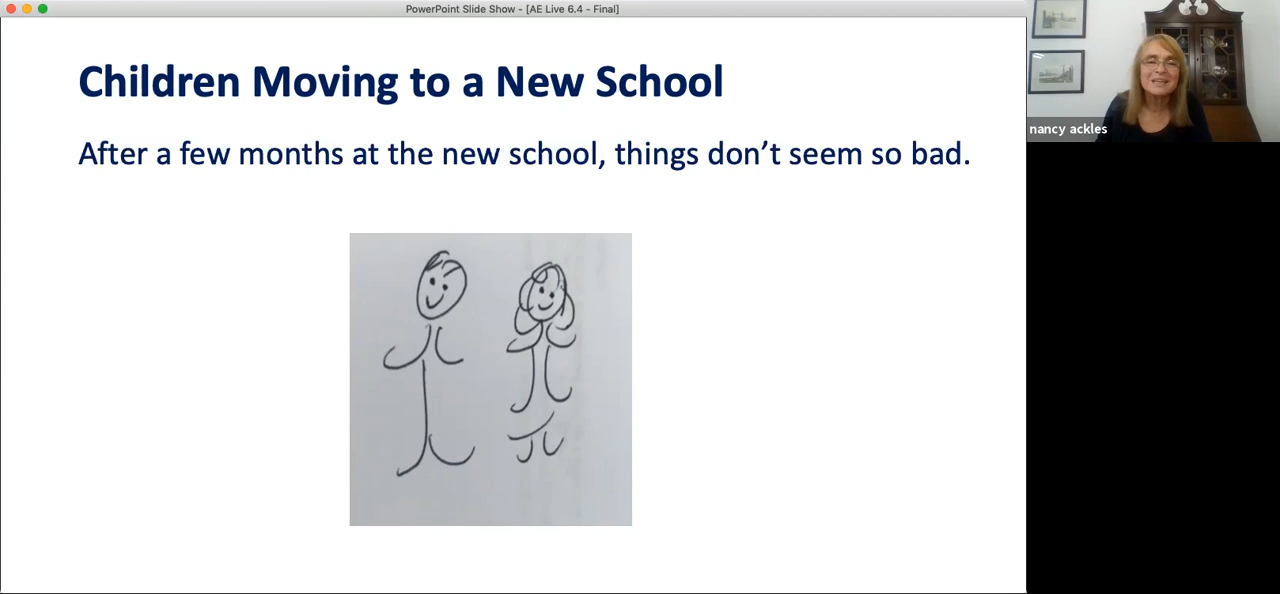 PowerPoint Slide Show - [AE Live 6.4 - Final]
Children Moving to a New School
After a few months at the new school, things don't seem so bad.
nancy ackles